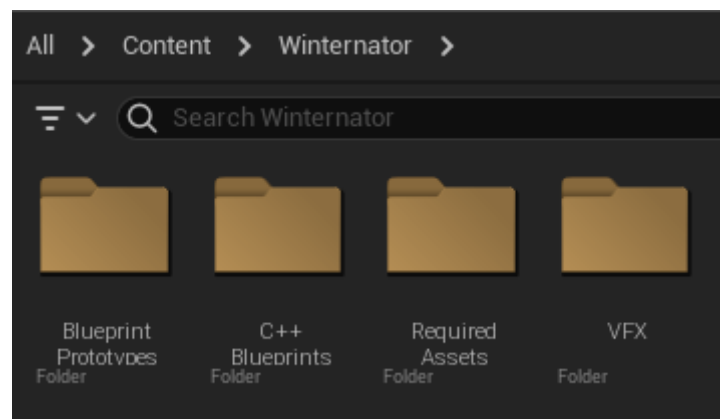 All > Content > Winternator >
Search Winternator
Blueprint Prototypes
Folder
C++ Blueprints
Folder
Required Assets
Folder
VFX
Folder